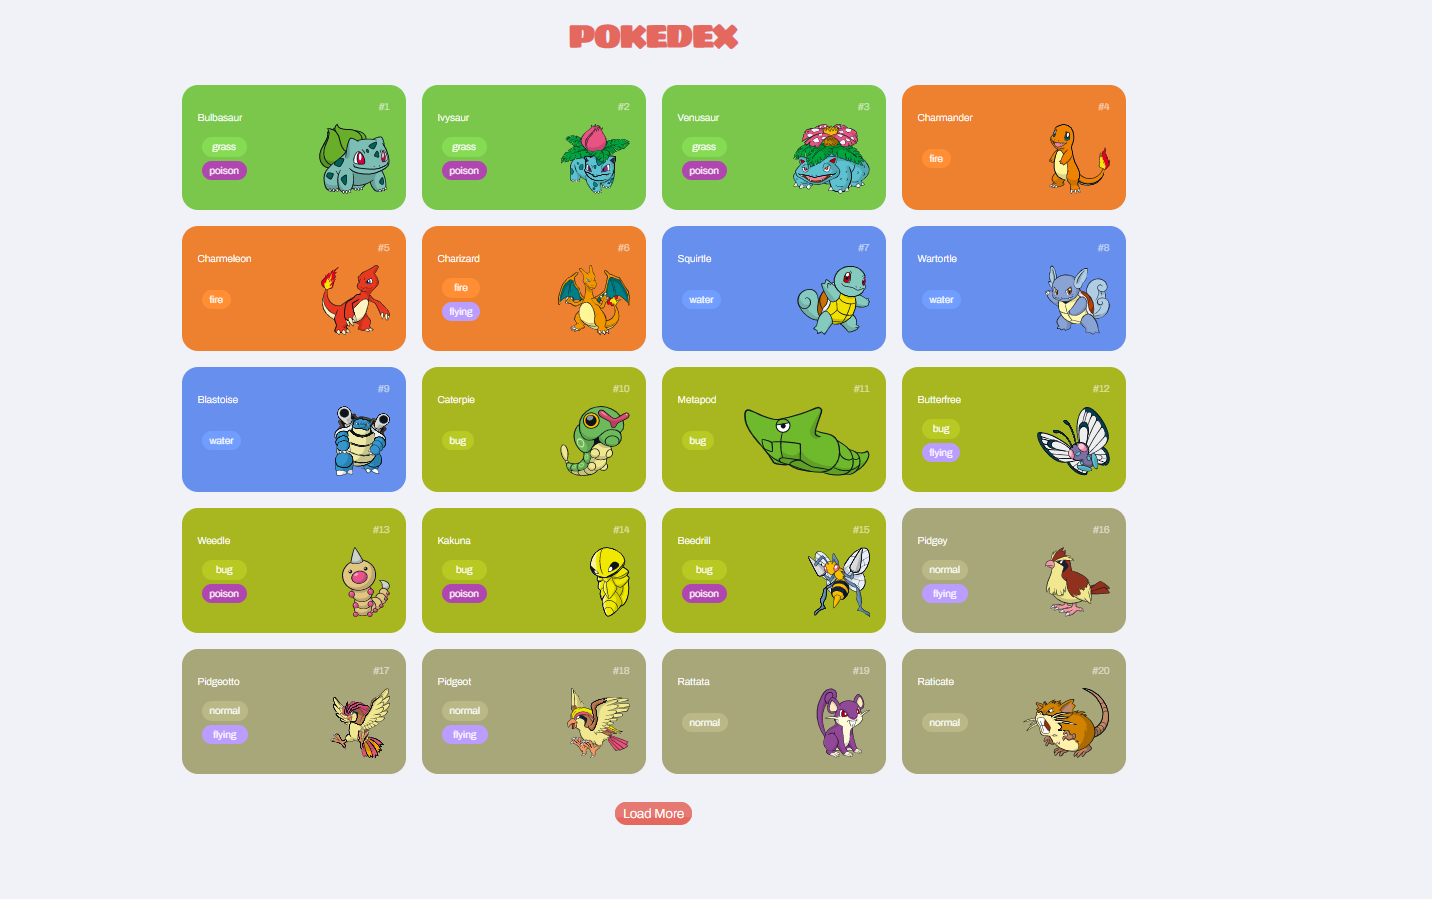 POKEDEX
#1
Bulbasaur
grass
poison
#2
Ivysaur
grass
poison
#3
Venusaur
grass
poison
#4
Charmander
fire
#5
Charmeleon
fire
#6
Charizard
fire
flying
#7
Squirtle
water
#8
Wartortle
water
#9
Blastoise
water
#10
Caterpie
bug
#11
Metapod
bug
#12
Butterfree
bug
flying
#13
Weedle
bug
poison
#14
Kakuna
bug
poison
#15
Beedrill
bug
poison
#16
Pidgey
normal
flying
#17
Pidgeotto
normal
flying
#18
Pidgeot
normal
flying
#19
Rattata
normal
#20
Raticate
normal
Load More